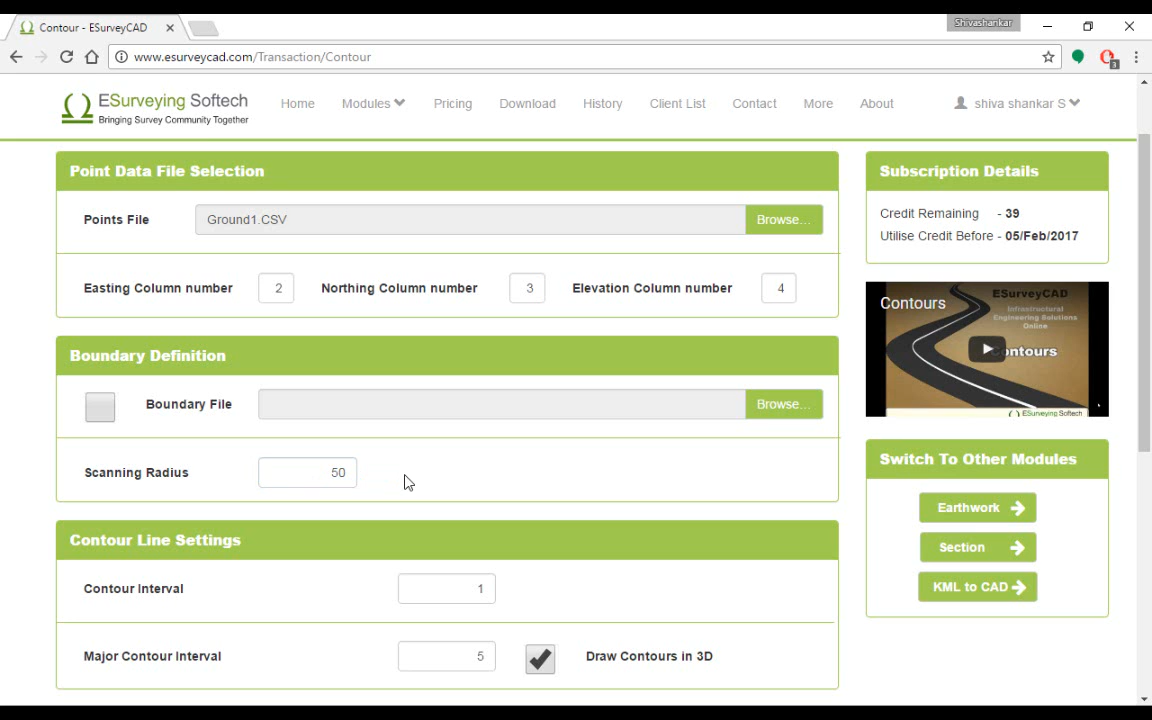 Contour - ESurveyCAD
Shivashankar
www.esurveycad.com/Transaction/Contour
3
ESurveying Softech
Bringing Survey Community Together
Home Modules Pricing Download History Client List Contact More About shiva shankar S
Point Data File Selection
Points File Ground1.CSV Browse...
Easting Column number 2 Northing Column number 3 Elevation Column number 4
Boundary Definition
Boundary File Browse...
Scanning Radius 50
Contour Line Settings
Contour Interval 1
Major Contour Interval 5 Draw Contours in 3D
Subscription Details
Credit Remaining - 39
Utilise Credit Before - 05/Feb/2017
Contours
ESurveyCAD
Infrastructural
Engineering Solutions
Online
Contours
ESurveying Softech
Switch To Other Modules
Earthwork
Section
KML to CAD